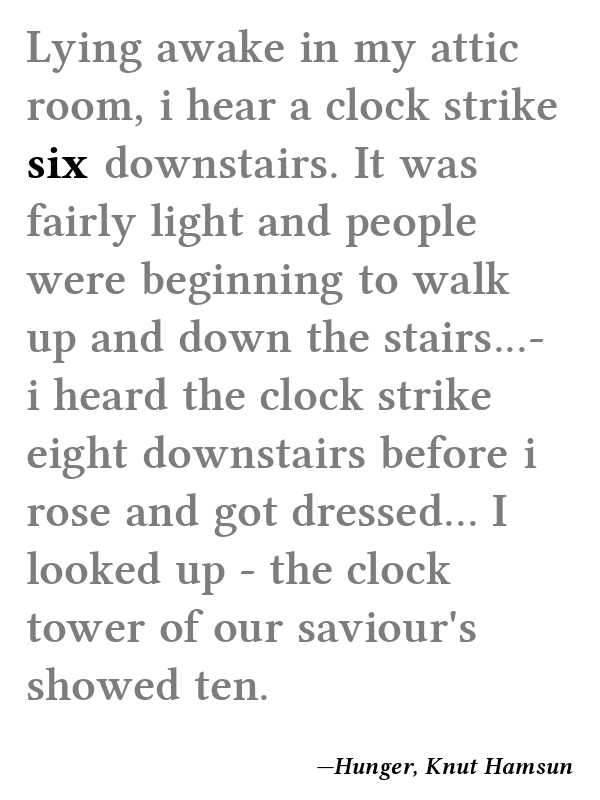 Lying awake in my attic
room, i hear a clock strike
six downstairs. It was
fairly light and people
were beginning to walk
up and down the stairs...-
i heard the clock strike
eight downstairs before i
rose and got dressed... I
looked up - the clock
tower of our saviour's
showed ten.
—Hunger, Knut Hamsun